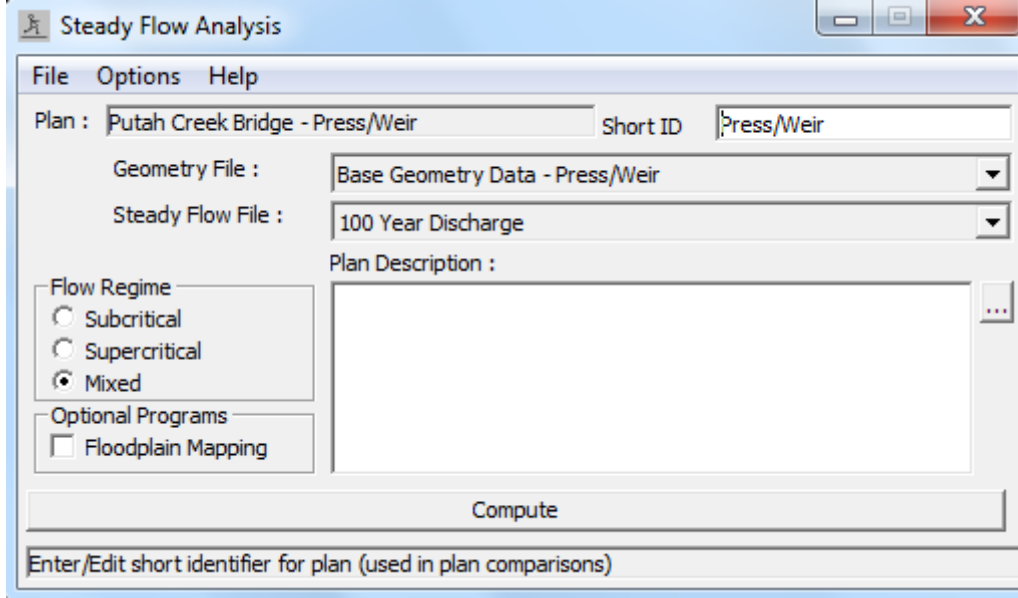 Steady Flow Analysis
File Options Help
Plan : Putah Creek Bridge - Press/Weir Short ID Press/Weir
Geometry File : Base Geometry Data - Press/Weir
Steady Flow File : 100 Year Discharge
Plan Description :
Flow Regime
...
Subcritical
Supercritical
Mixed
Optional Programs
Floodplain Mapping
Compute
Enter/Edit short identifier for plan (used in plan comparisons)